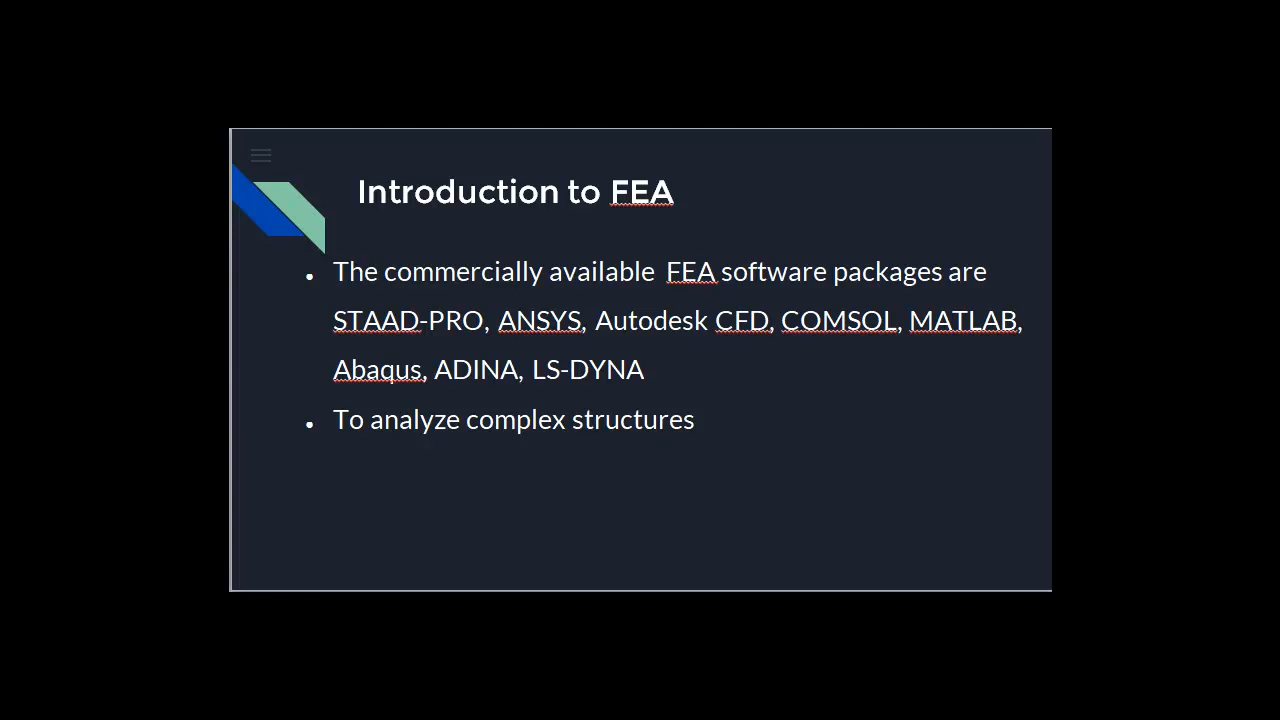 Introduction to FEA
• The commercially available FEA software packages are
STAAD-PRO, ANSYS, Autodesk CFD, COMSOL, MATLAB,
Abaqus, ADINA, LS-DYNA
• To analyze complex structures